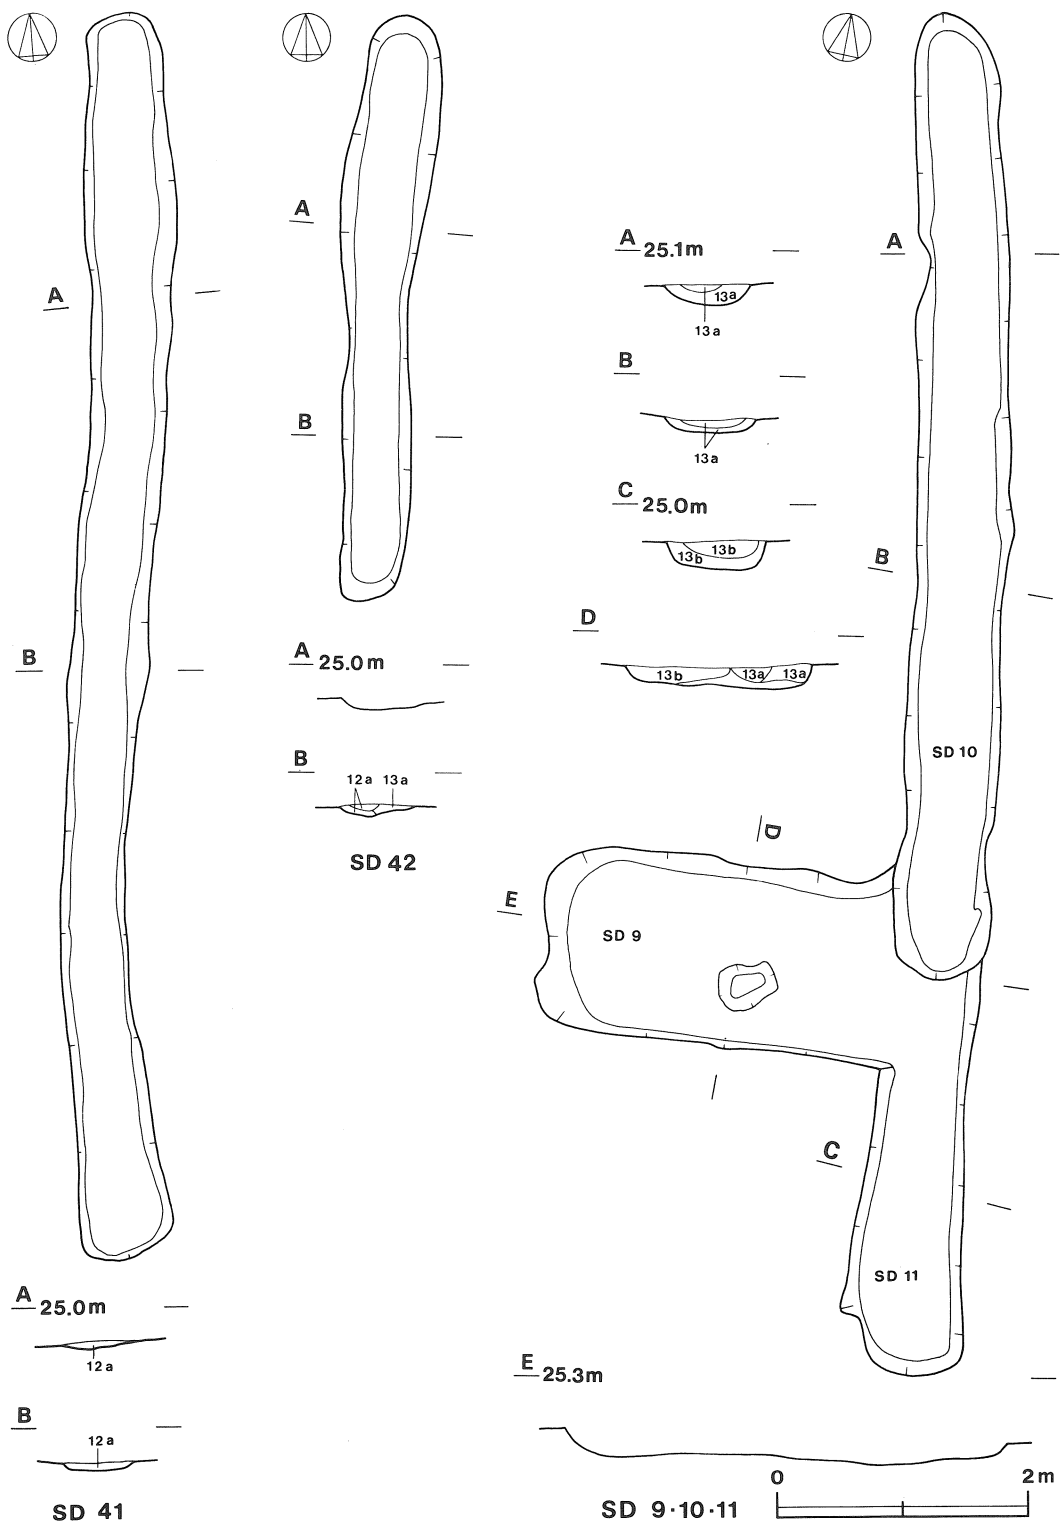 A
B
A 25.0m
12a
B
12a
SD 41
A
B
A 25.0m
B
12a 13a
SD 42
A 25.1m
13a
13a
B
13a
C 25.0m
13b
13b
D
13b 13a 13a
A
B
SD 10
D
E
SD 9
C
SD 11
E 25.3m
0 2m
SD 9·10·11